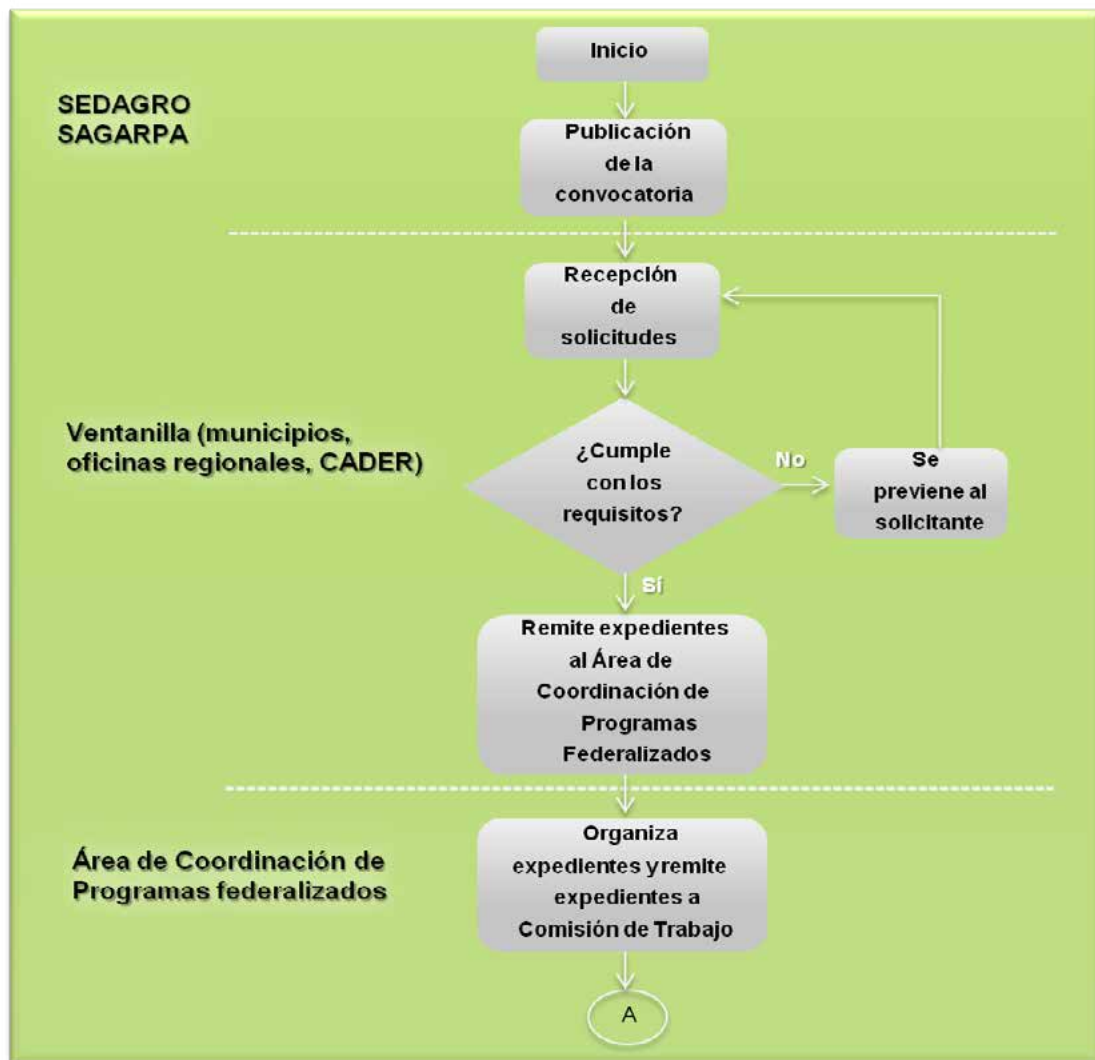 Inicio
SEDAGRO
SAGARPA
Publicación
de la
convocatoria
Recepción
de
solicitudes
Ventanilla (municipios,
oficinas regionales, CADER)
¿Cumple
con los
requisitos?
No
Se
previene al
solicitante
Sí
Remite expedientes
al Área de
Coordinación de
Programas
Federalizados
Área de Coordinación de
Programas federalizados
Organiza
expedientes y remite
expedientes a
Comisión de Trabajo
A